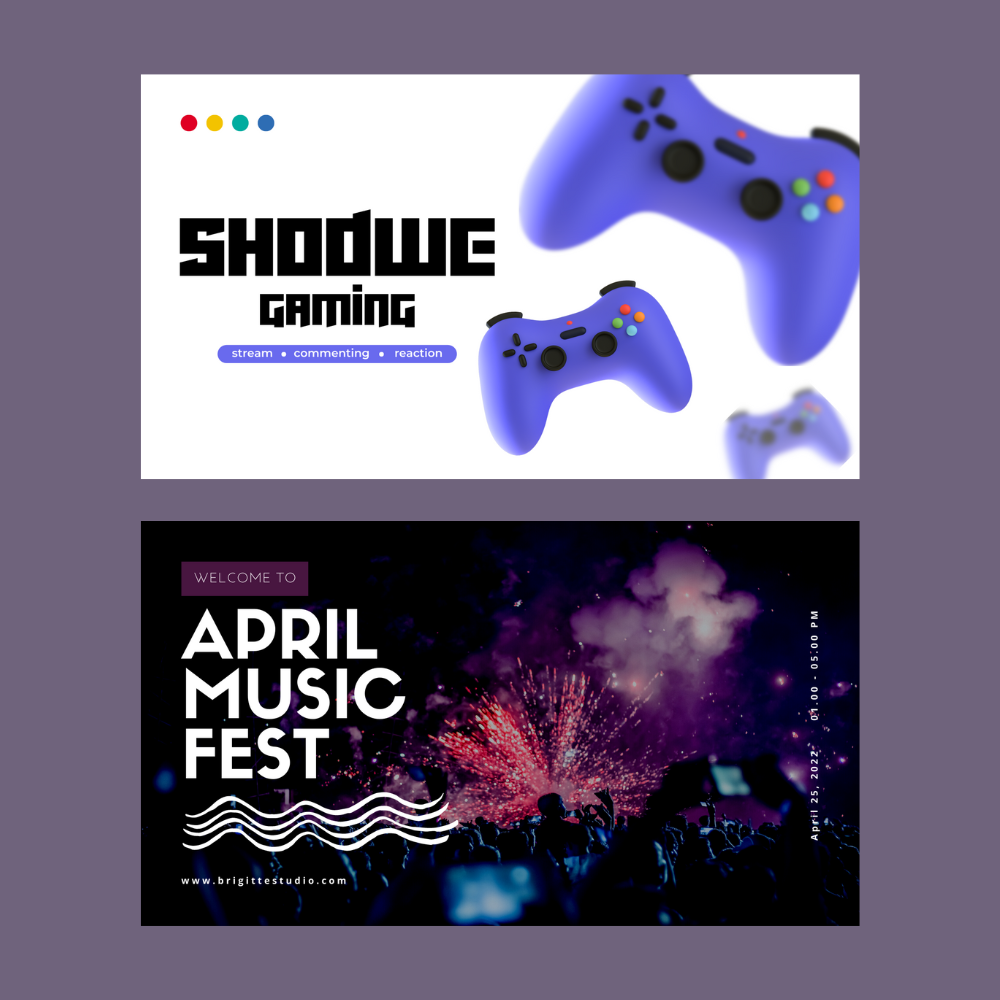 SHODWE
GAMING
stream • commenting • reaction
WELCOME TO
APRIL
MUSIC
FEST
www.brigittestudio.com
April 25, 2022 01.00 - 05.00 PM